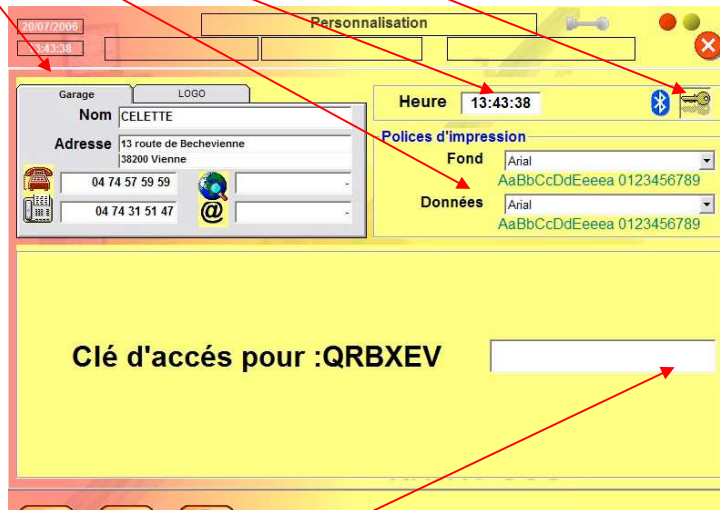 20/07/2006
Personnalisation
13:43:38
Garage
LOGO
Nom
CELETTE
Adresse
13 route de Bechevienne
38200 Vienne
04 74 57 59 59
-
04 74 31 51 47
@
-
Heure
13:43:38
Polices d'impression
Fond
Arial
AaBbCcDdEeeea 0123456789
Données
Arial
AaBbCcDdEeeea 0123456789
Clé d'accés pour :QRBXEV